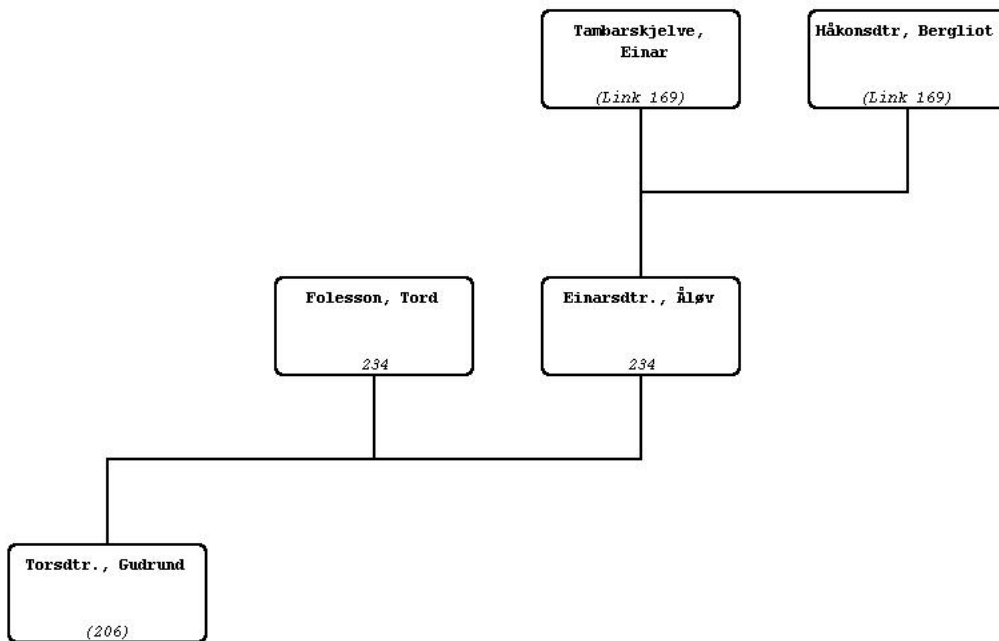 Tambarskjelve,
Einar
(Link 169)
Håkonsdtr, Bergliot
(Link 169)
Folesson, Tord
234
Einarsdtr., Åløv
234
Torsdtr., Gudrund
(206)